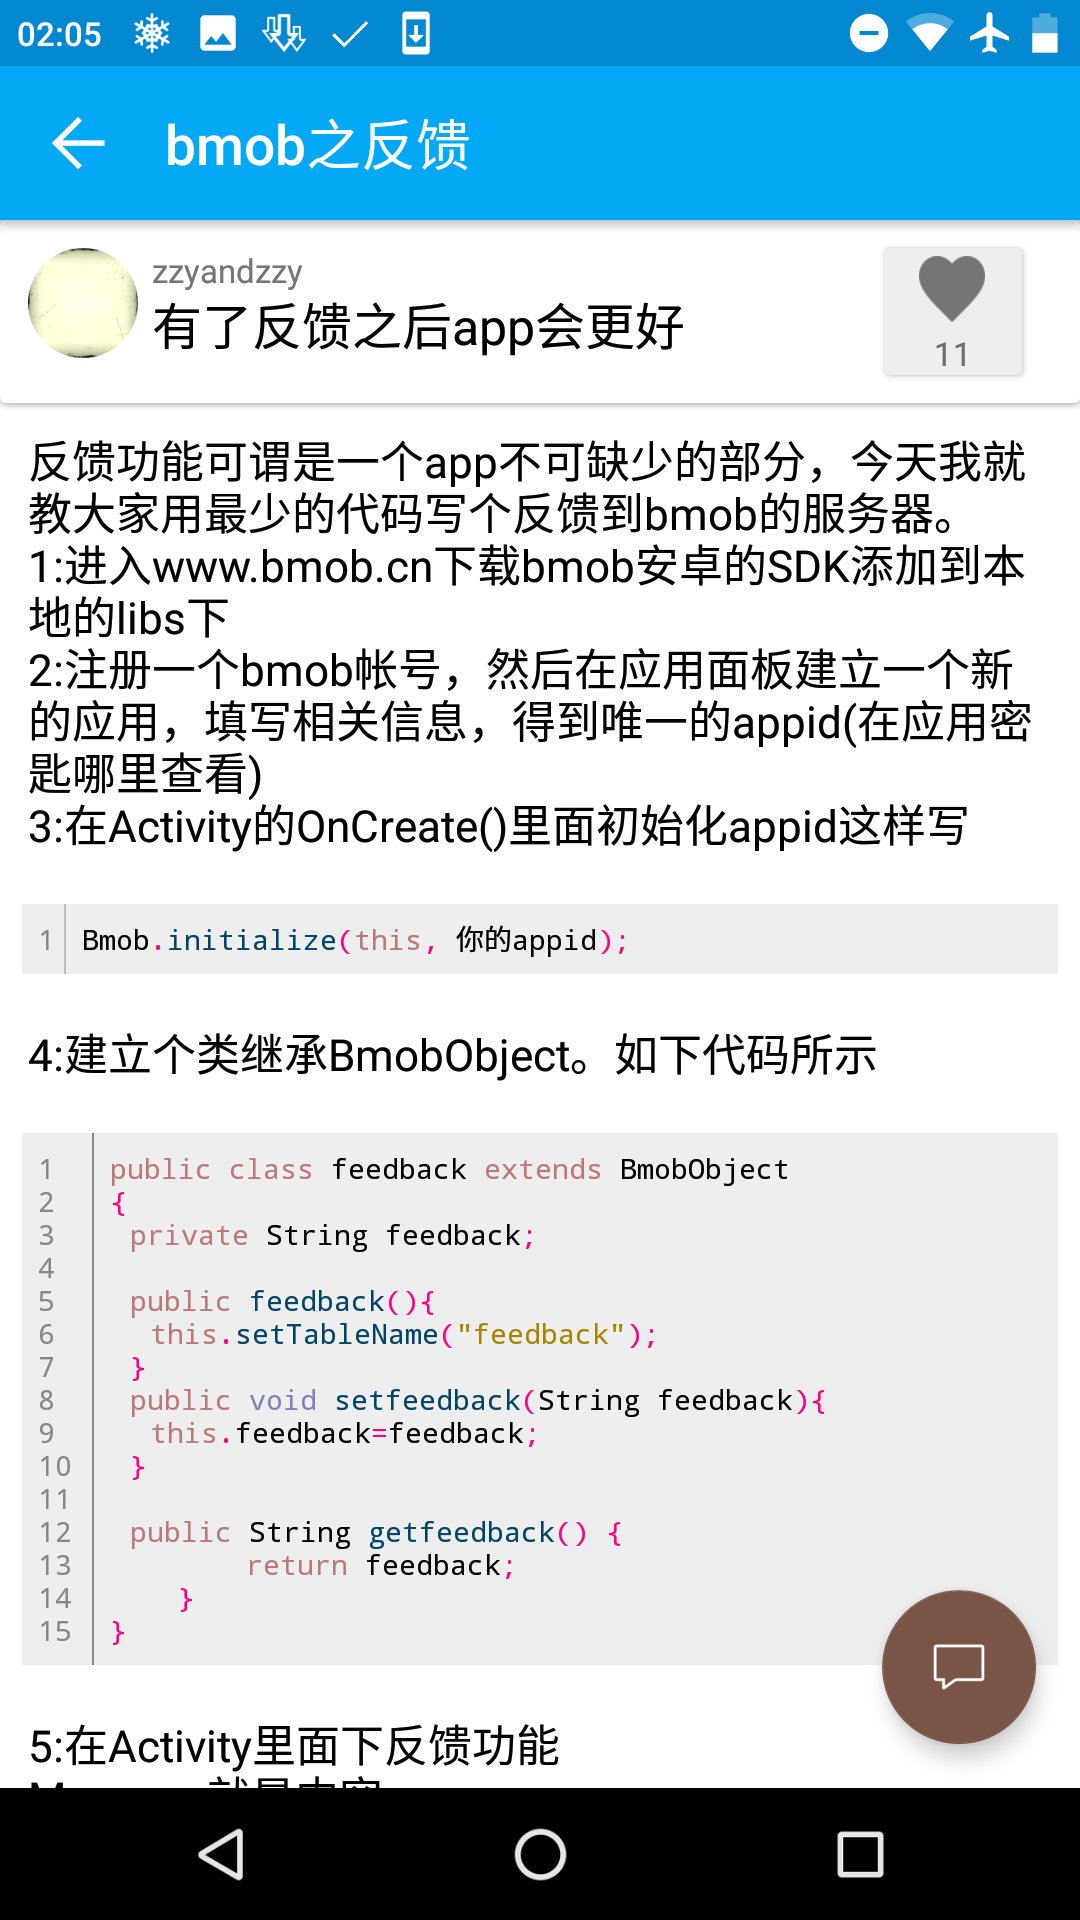 02:05
bmob之反馈
zzyandzzy
有了反馈之后app会更好
11
反馈功能可谓是一个app不可缺少的部分，今天我就
教大家用最少的代码写个反馈到bmob的服务器。
1:进入www.bmob.cn下载bmob安卓的SDK添加到本
地的libs下
2:注册一个bmob帐号，然后在应用面板建立一个新
的应用，填写相关信息，得到唯一的appid(在应用密
匙哪里查看)
3:在Activity的OnCreate()里面初始化appid这样写
1 Bmob.initialize(this, 你的appid);
4:建立个类继承BmobObject。如下代码所示
1 public class feedback extends BmobObject
2 {
3 private String feedback;
4
5 public feedback(){
6 this.setTableName("feedback");
7 }
8 public void setfeedback(String feedback){
9 this.feedback=feedback;
10 }
11
12 public String getfeedback() {
13 return feedback;
14 }
15 }
5:在Activity里面下反馈功能